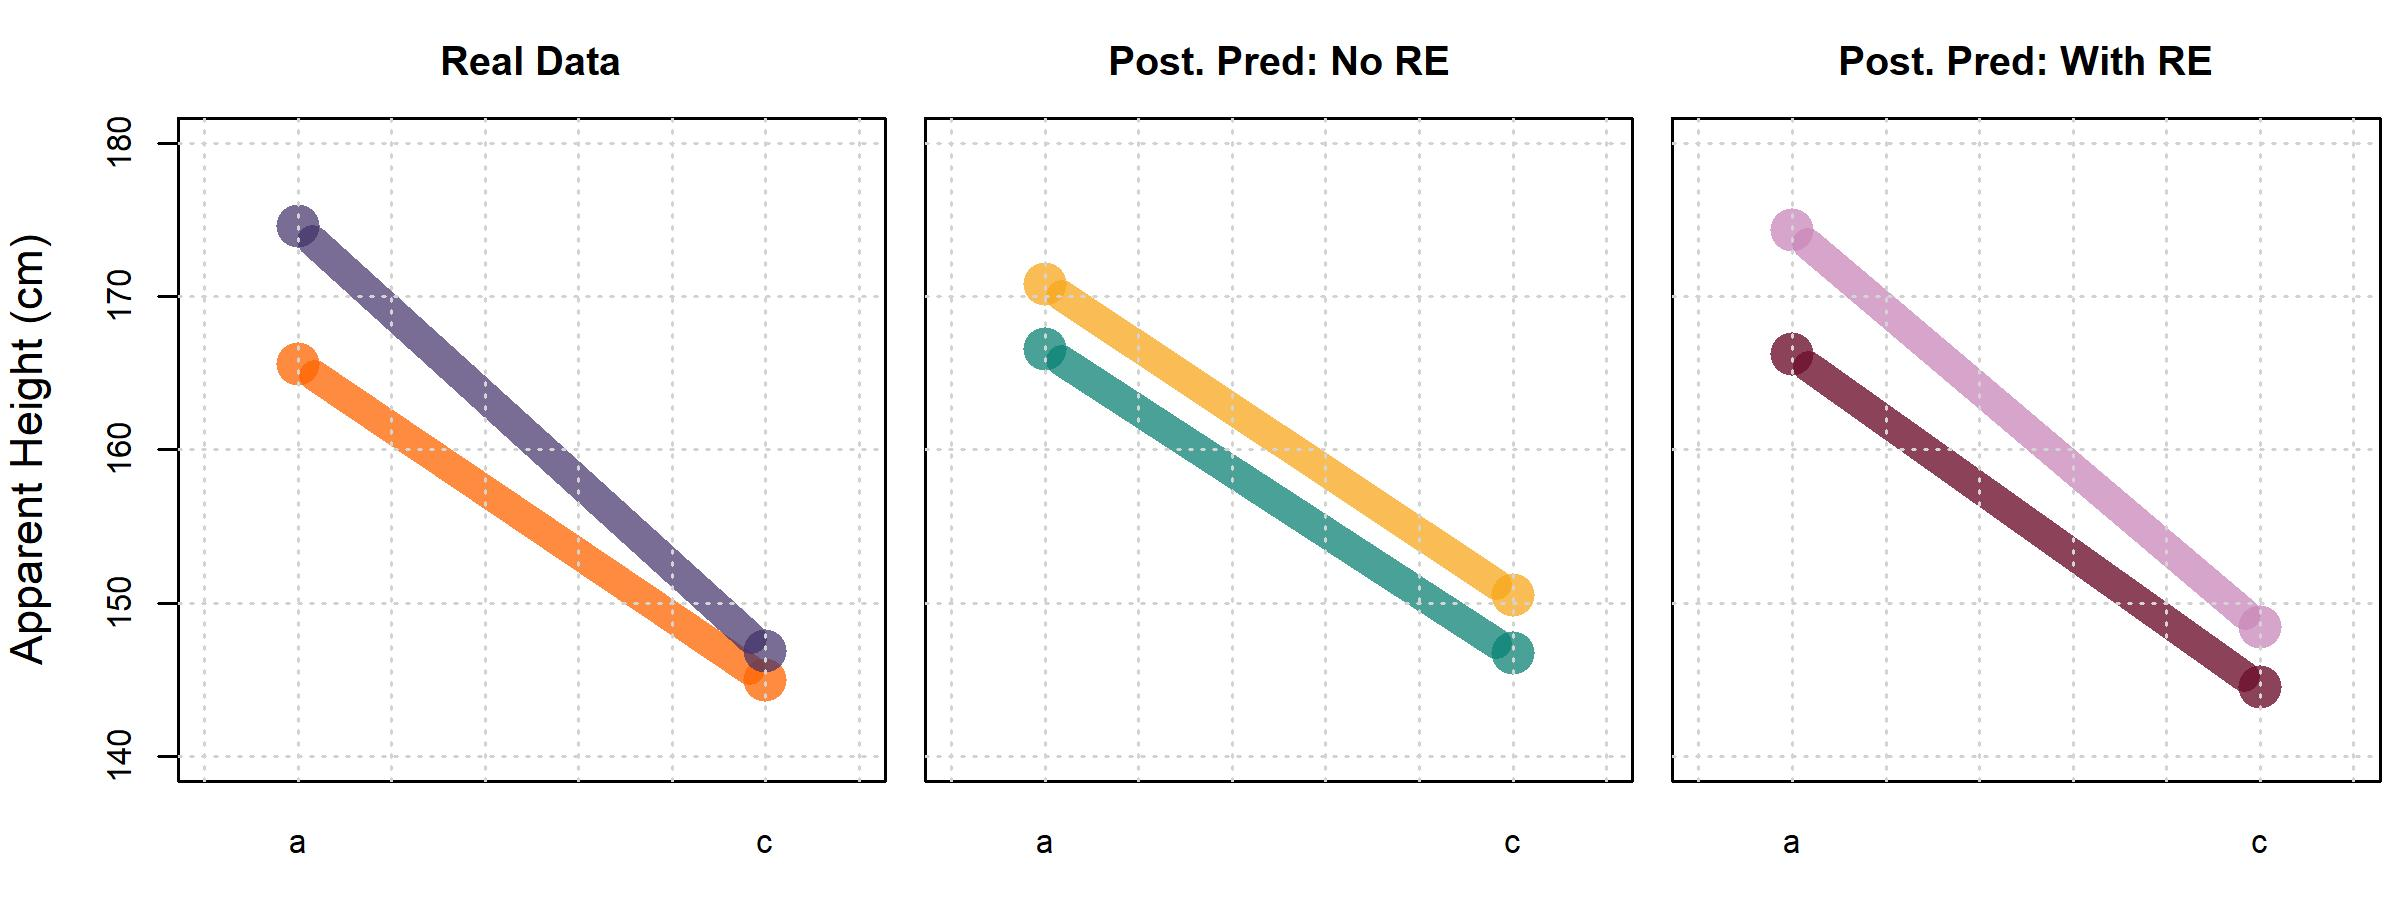 Real Data
Post. Pred: No RE
Post. Pred: With RE
Apparent Height (cm)
180
170
160
150
140
a
c
a
c
a
c